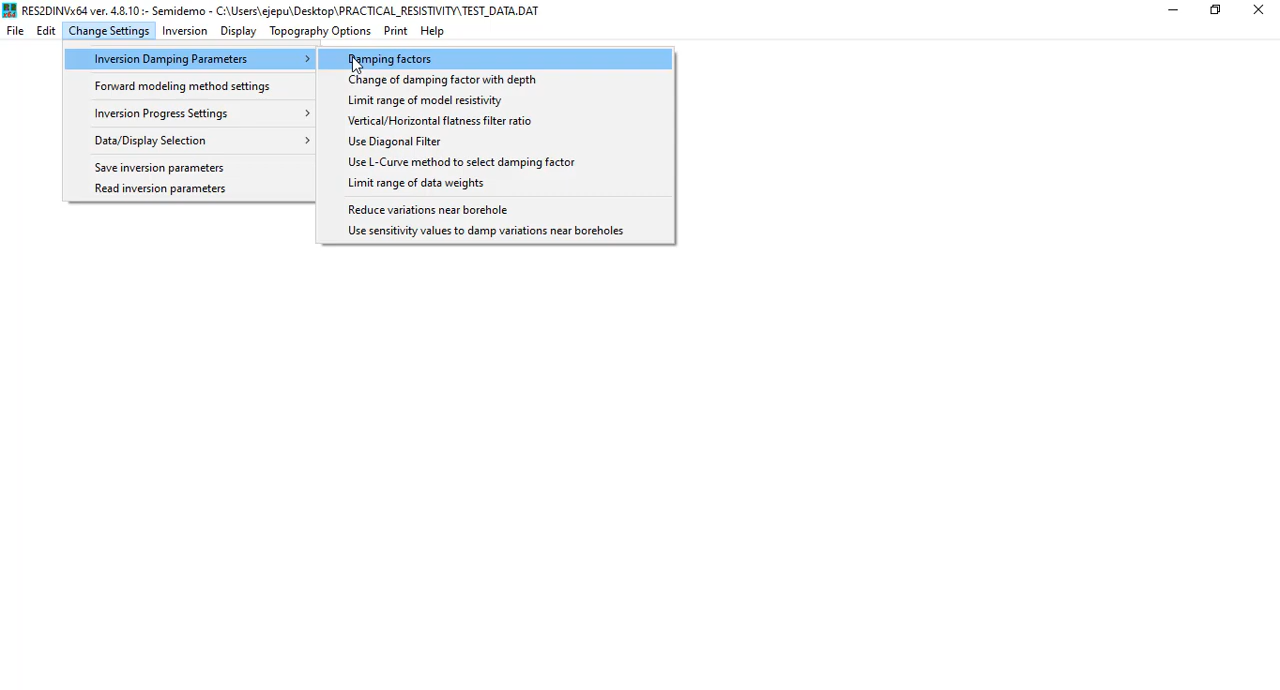 RES2DINVx64 ver. 4.8.10 :- Semidemo - C:\Users\ejepu\Desktop\PRACTICAL_RESISTIVITY\TEST_DATA.DAT
File Edit Change Settings Inversion Display Topography Options Print Help
Inversion Damping Parameters
Forward modeling method settings
Inversion Progress Settings
Data/Display Selection
Save inversion parameters
Read inversion parameters
Damping factors
Change of damping factor with depth
Limit range of model resistivity
Vertical/Horizontal flatness filter ratio
Use Diagonal Filter
Use L-Curve method to select damping factor
Limit range of data weights
Reduce variations near borehole
Use sensitivity values to damp variations near boreholes